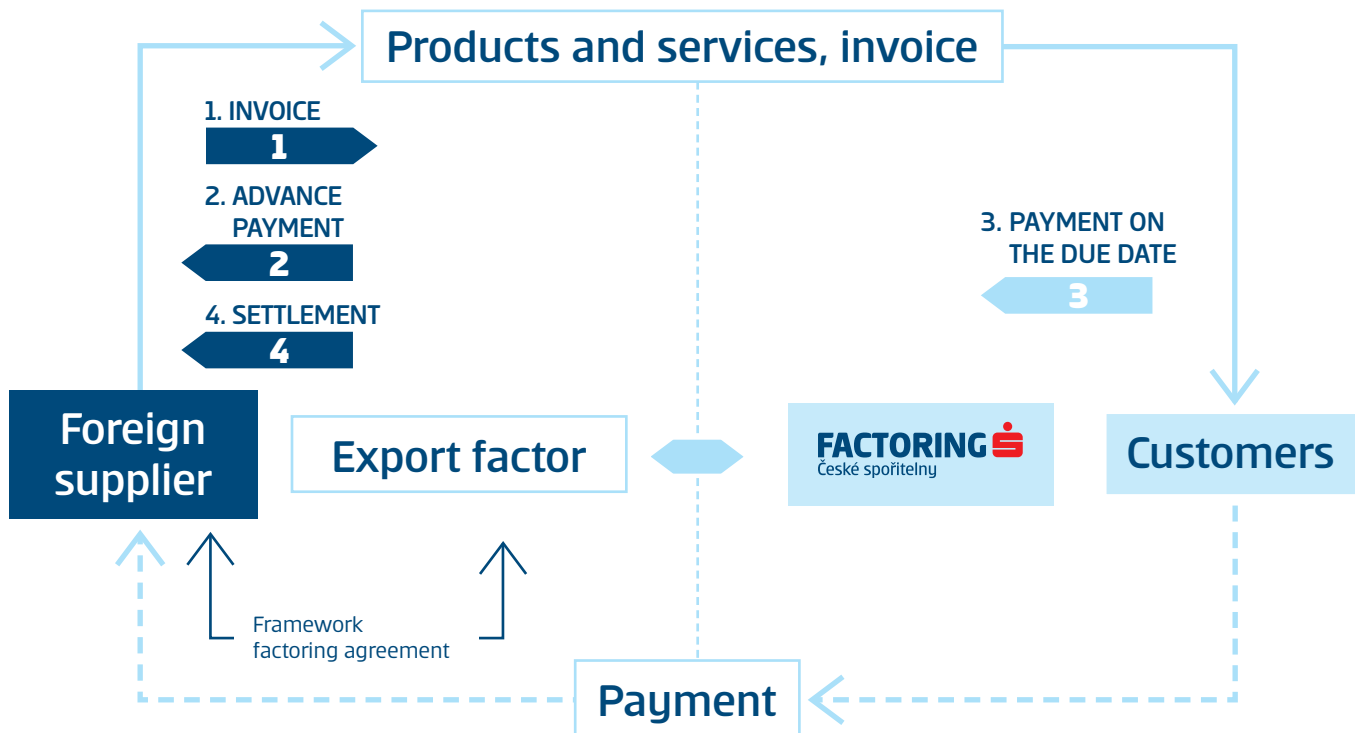 Products and services, invoice
1. INVOICE
1
2. ADVANCE
PAYMENT
2
3. PAYMENT ON
THE DUE DATE
3
4. SETTLEMENT
4
Foreign
supplier
Export factor
FACTORING
České spořitelny
Customers
Framework
factoring agreement
Payment